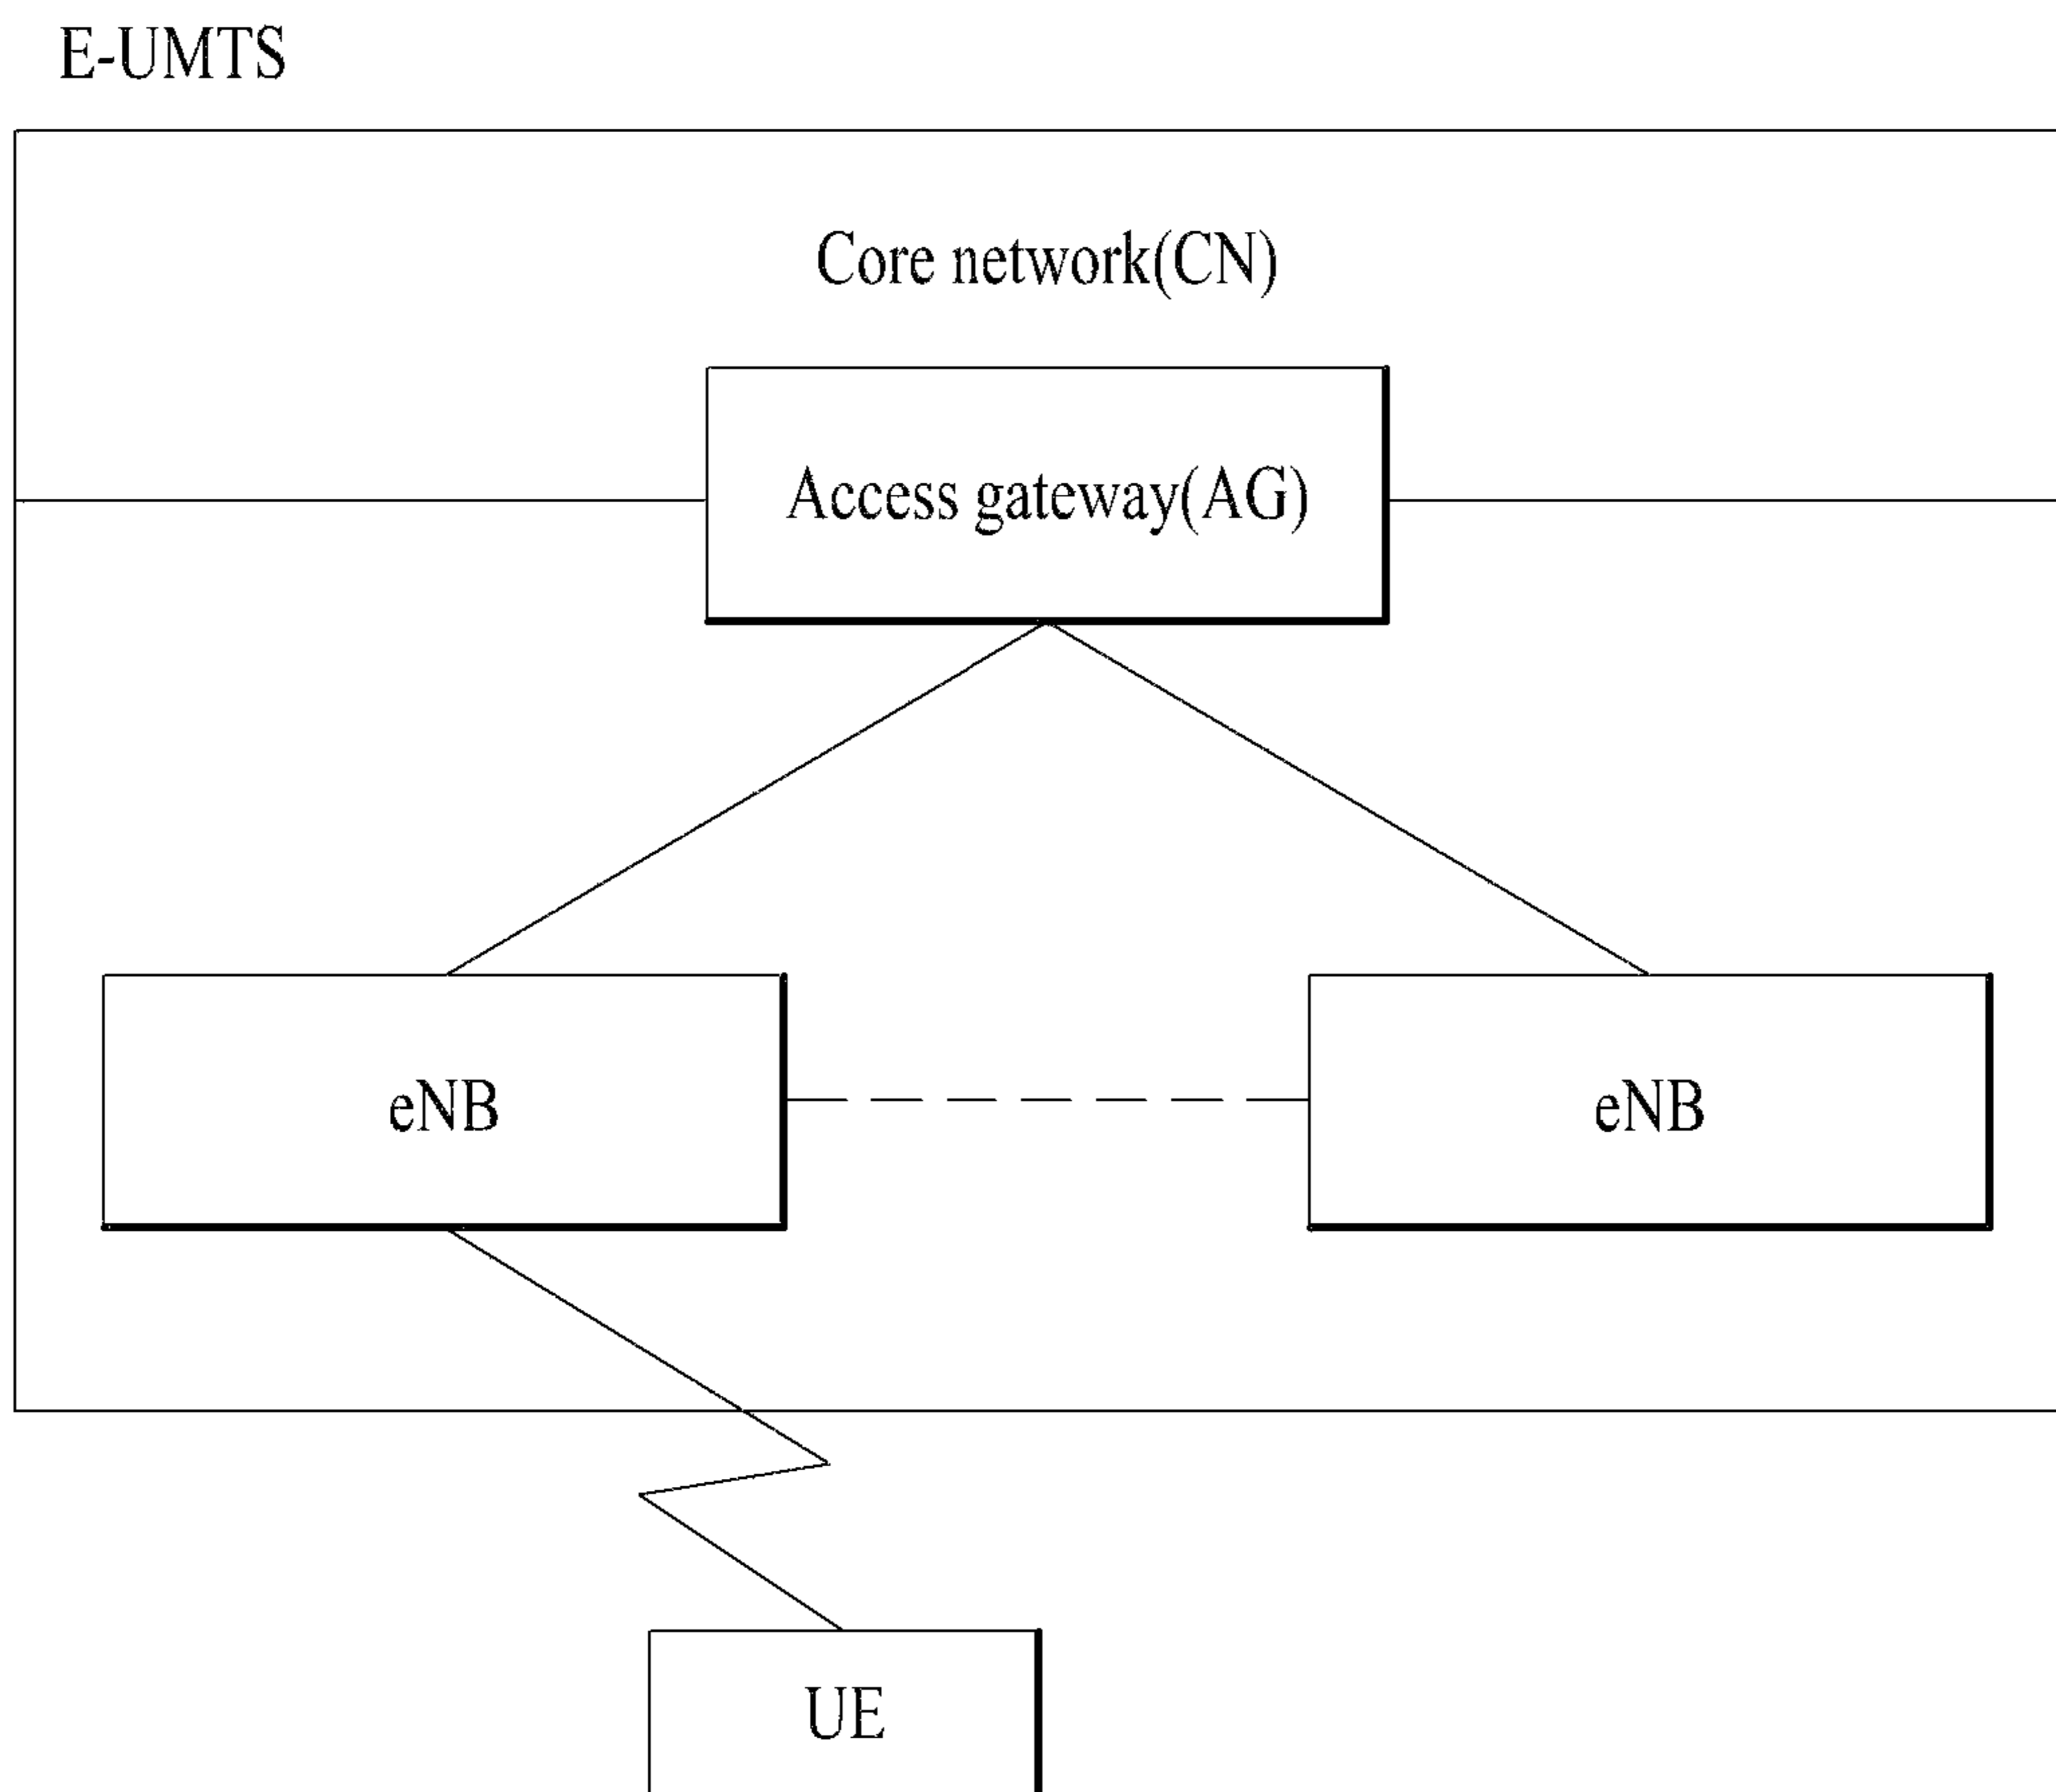 E-UMTS
Core network(CN)
Access gateway(AG)
eNB
eNB
UE